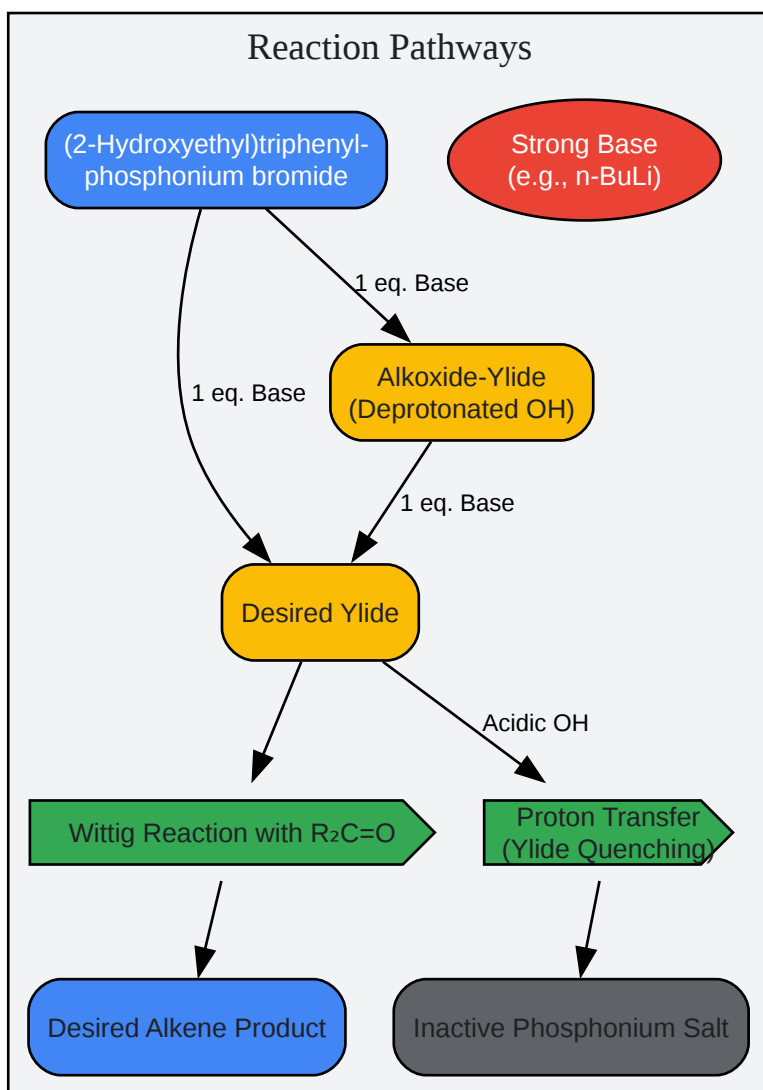 Reaction Pathways
(2-Hydroxyethyl)triphenyl-
phosphonium bromide
Strong Base
(e.g., n-BuLi)
1 eq. Base
Alkoxide-Ylide
(Deprotonated OH)
1 eq. Base
1 eq. Base
Desired Ylide
Acidic OH
Wittig Reaction with R₂C=O
Proton Transfer
(Ylide Quenching)
Desired Alkene Product
Inactive Phosphonium Salt